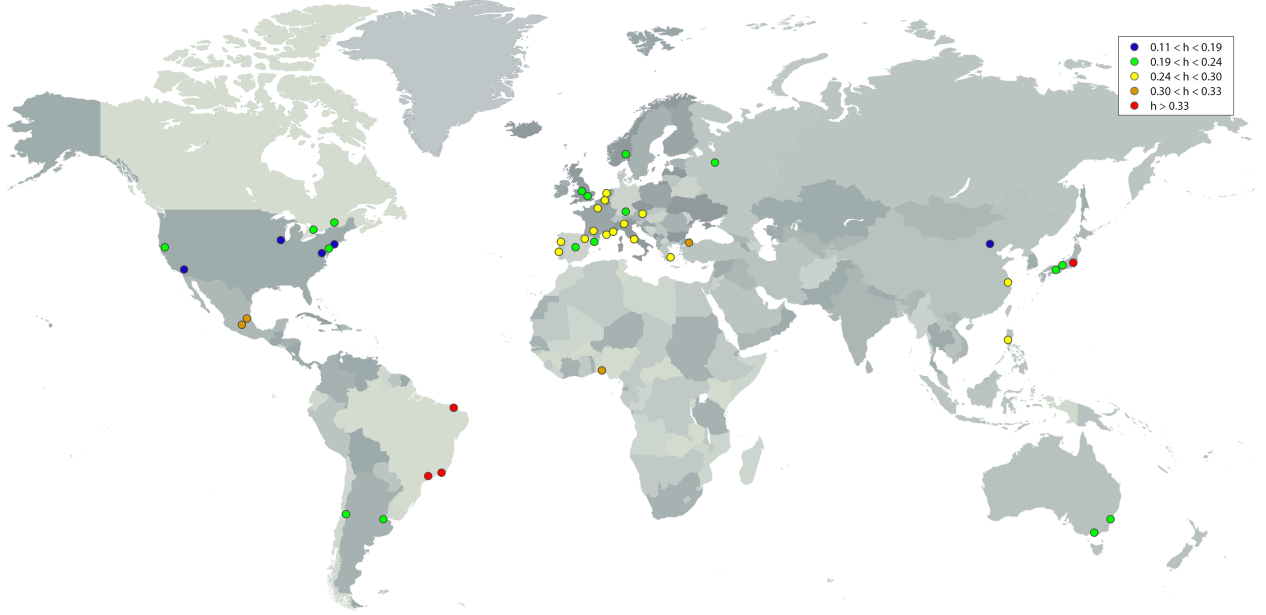 0.11 < h < 0.19
0.19 < h < 0.24
0.24 < h < 0.30
0.30 < h < 0.33
h > 0.33